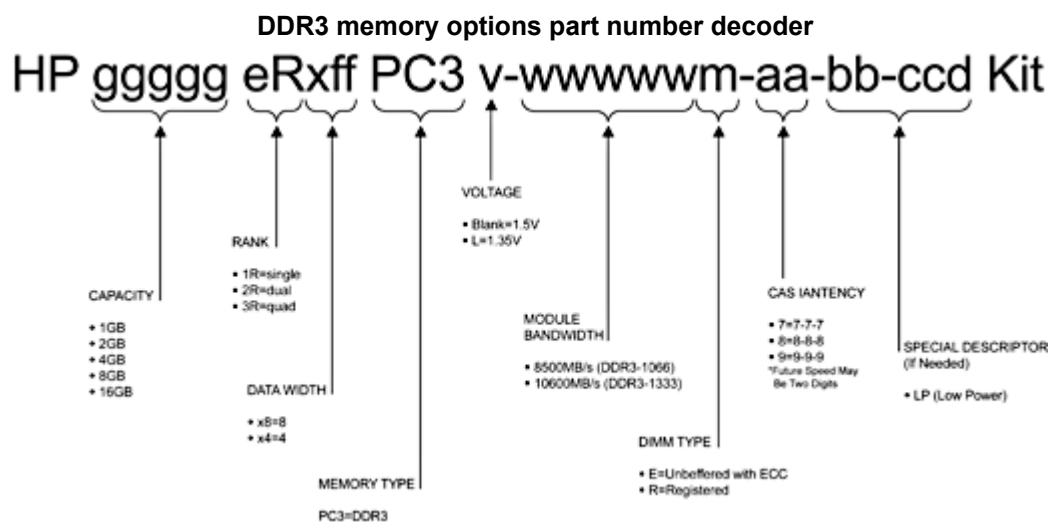 DDR3 memory options part number decoder
HP ggggg eRxff PC3 v-wwwwwm-aa-bb-ccd Kit
VOLTAGE
▪ Blank=1.5V
▪ L=1.35V
RANK
▪ 1R=single
▪ 2R=dual
▪ 3R=quad
CAPACITY
+ 1GB
+ 2GB
+ 4GB
+ 8GB
+ 16GB
CAS lANTENCY
▪ 7=7-7-7
▪ 8=8-8-8
▪ 9=9-9-9
*Future Speed May
Be Two Digits
MODULE
BANDWIDTH
▪ 8500MB/s (DDR3-1066)
▪ 10600MB/s (DDR3-1333)
SPECIAL DESCRIPTOR
(If Needed)
▪ LP (Low Power)
DATA WIDTH
+ x8=8
+ x4=4
DIMM TYPE
▪ E=Unbeffered with ECC
▪ R=Registered
MEMORY TYPE
PC3=DDR3